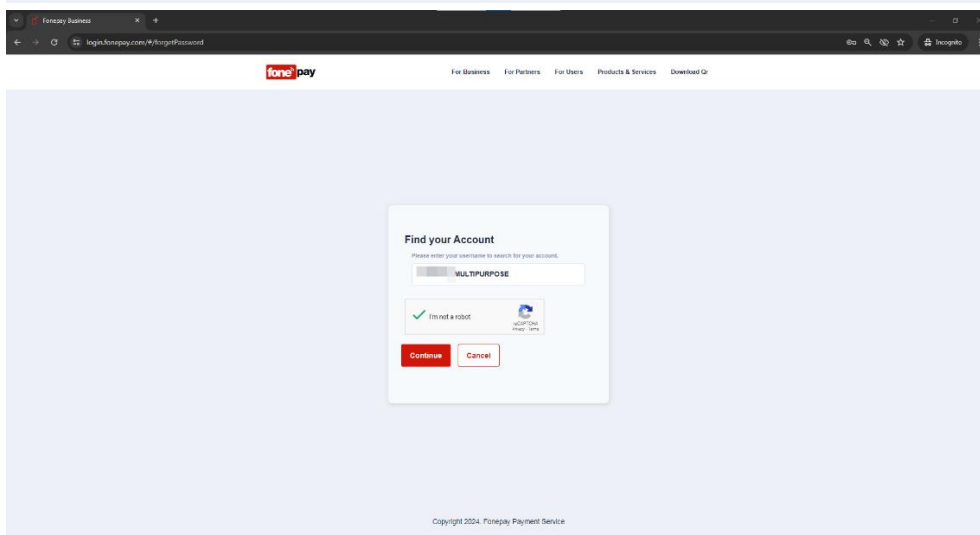 Fonepay Business
login.fonepay.com/#/forgetPassword
Incognito
fone pay
For Business For Partners For Users Products & Services Download Qr
Find your Account
Please enter your username to search for your account.
MULTIPURPOSE
I'm not a robot
reCAPTCHA
Privacy - Terms
Continue Cancel
Copyright 2024. Fonepay Payment Service